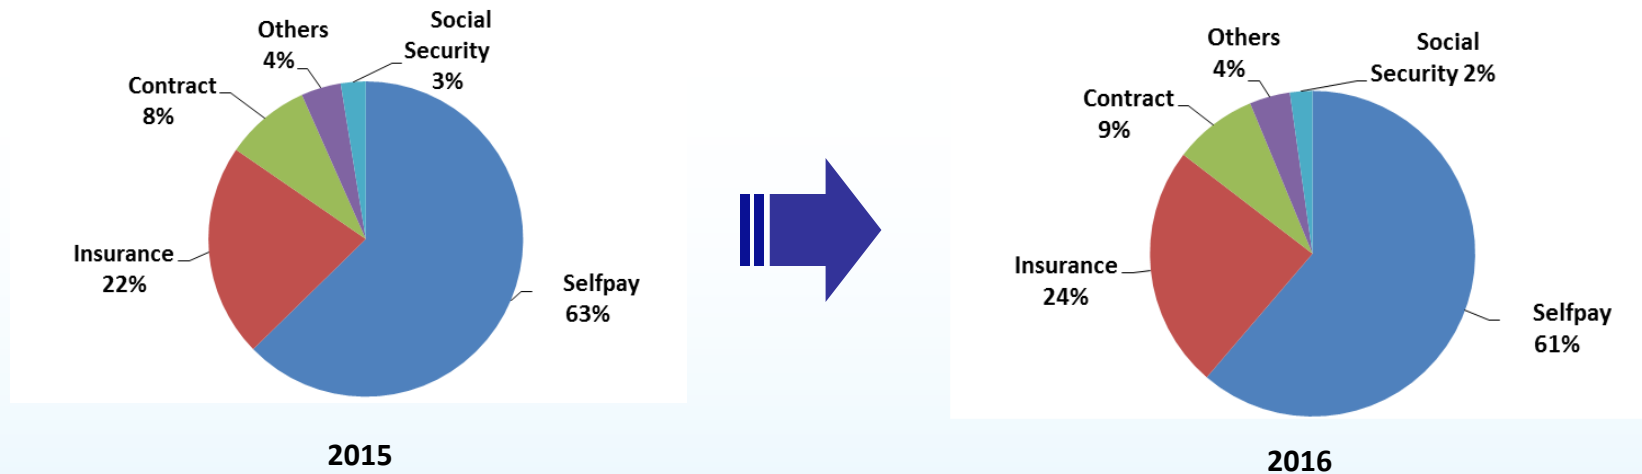 Social
Security
3%
Others
4%
Contract
8%
Insurance
22%
Selfpay
63%
2015
Social
Security 2%
Others
4%
Contract
9%
Insurance
24%
Selfpay
61%
2016